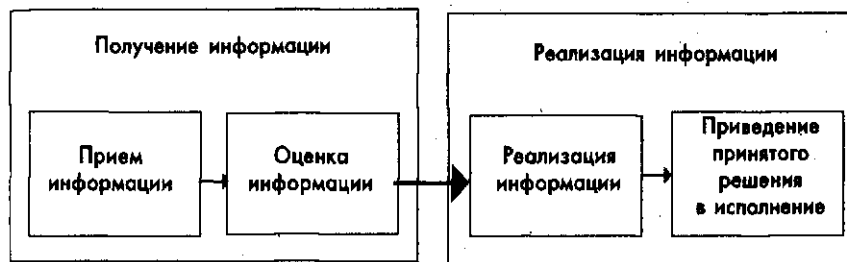 Получение информации
Реализация информации
Прием
информации
Оценка
информации
Реализация
информации
Приведение
принятого
решения
в исполнение